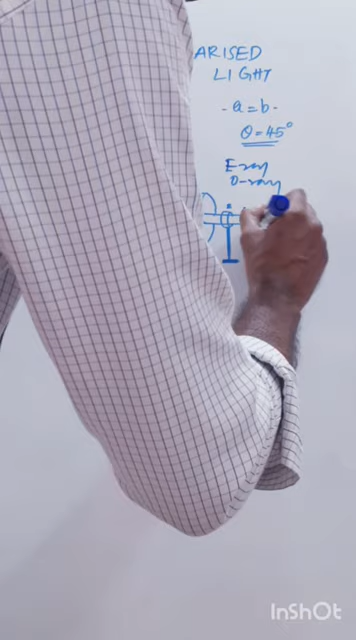 ARISED
LIGHT
- a = b -
θ = 45°
E-ray
O-ray
InShOt